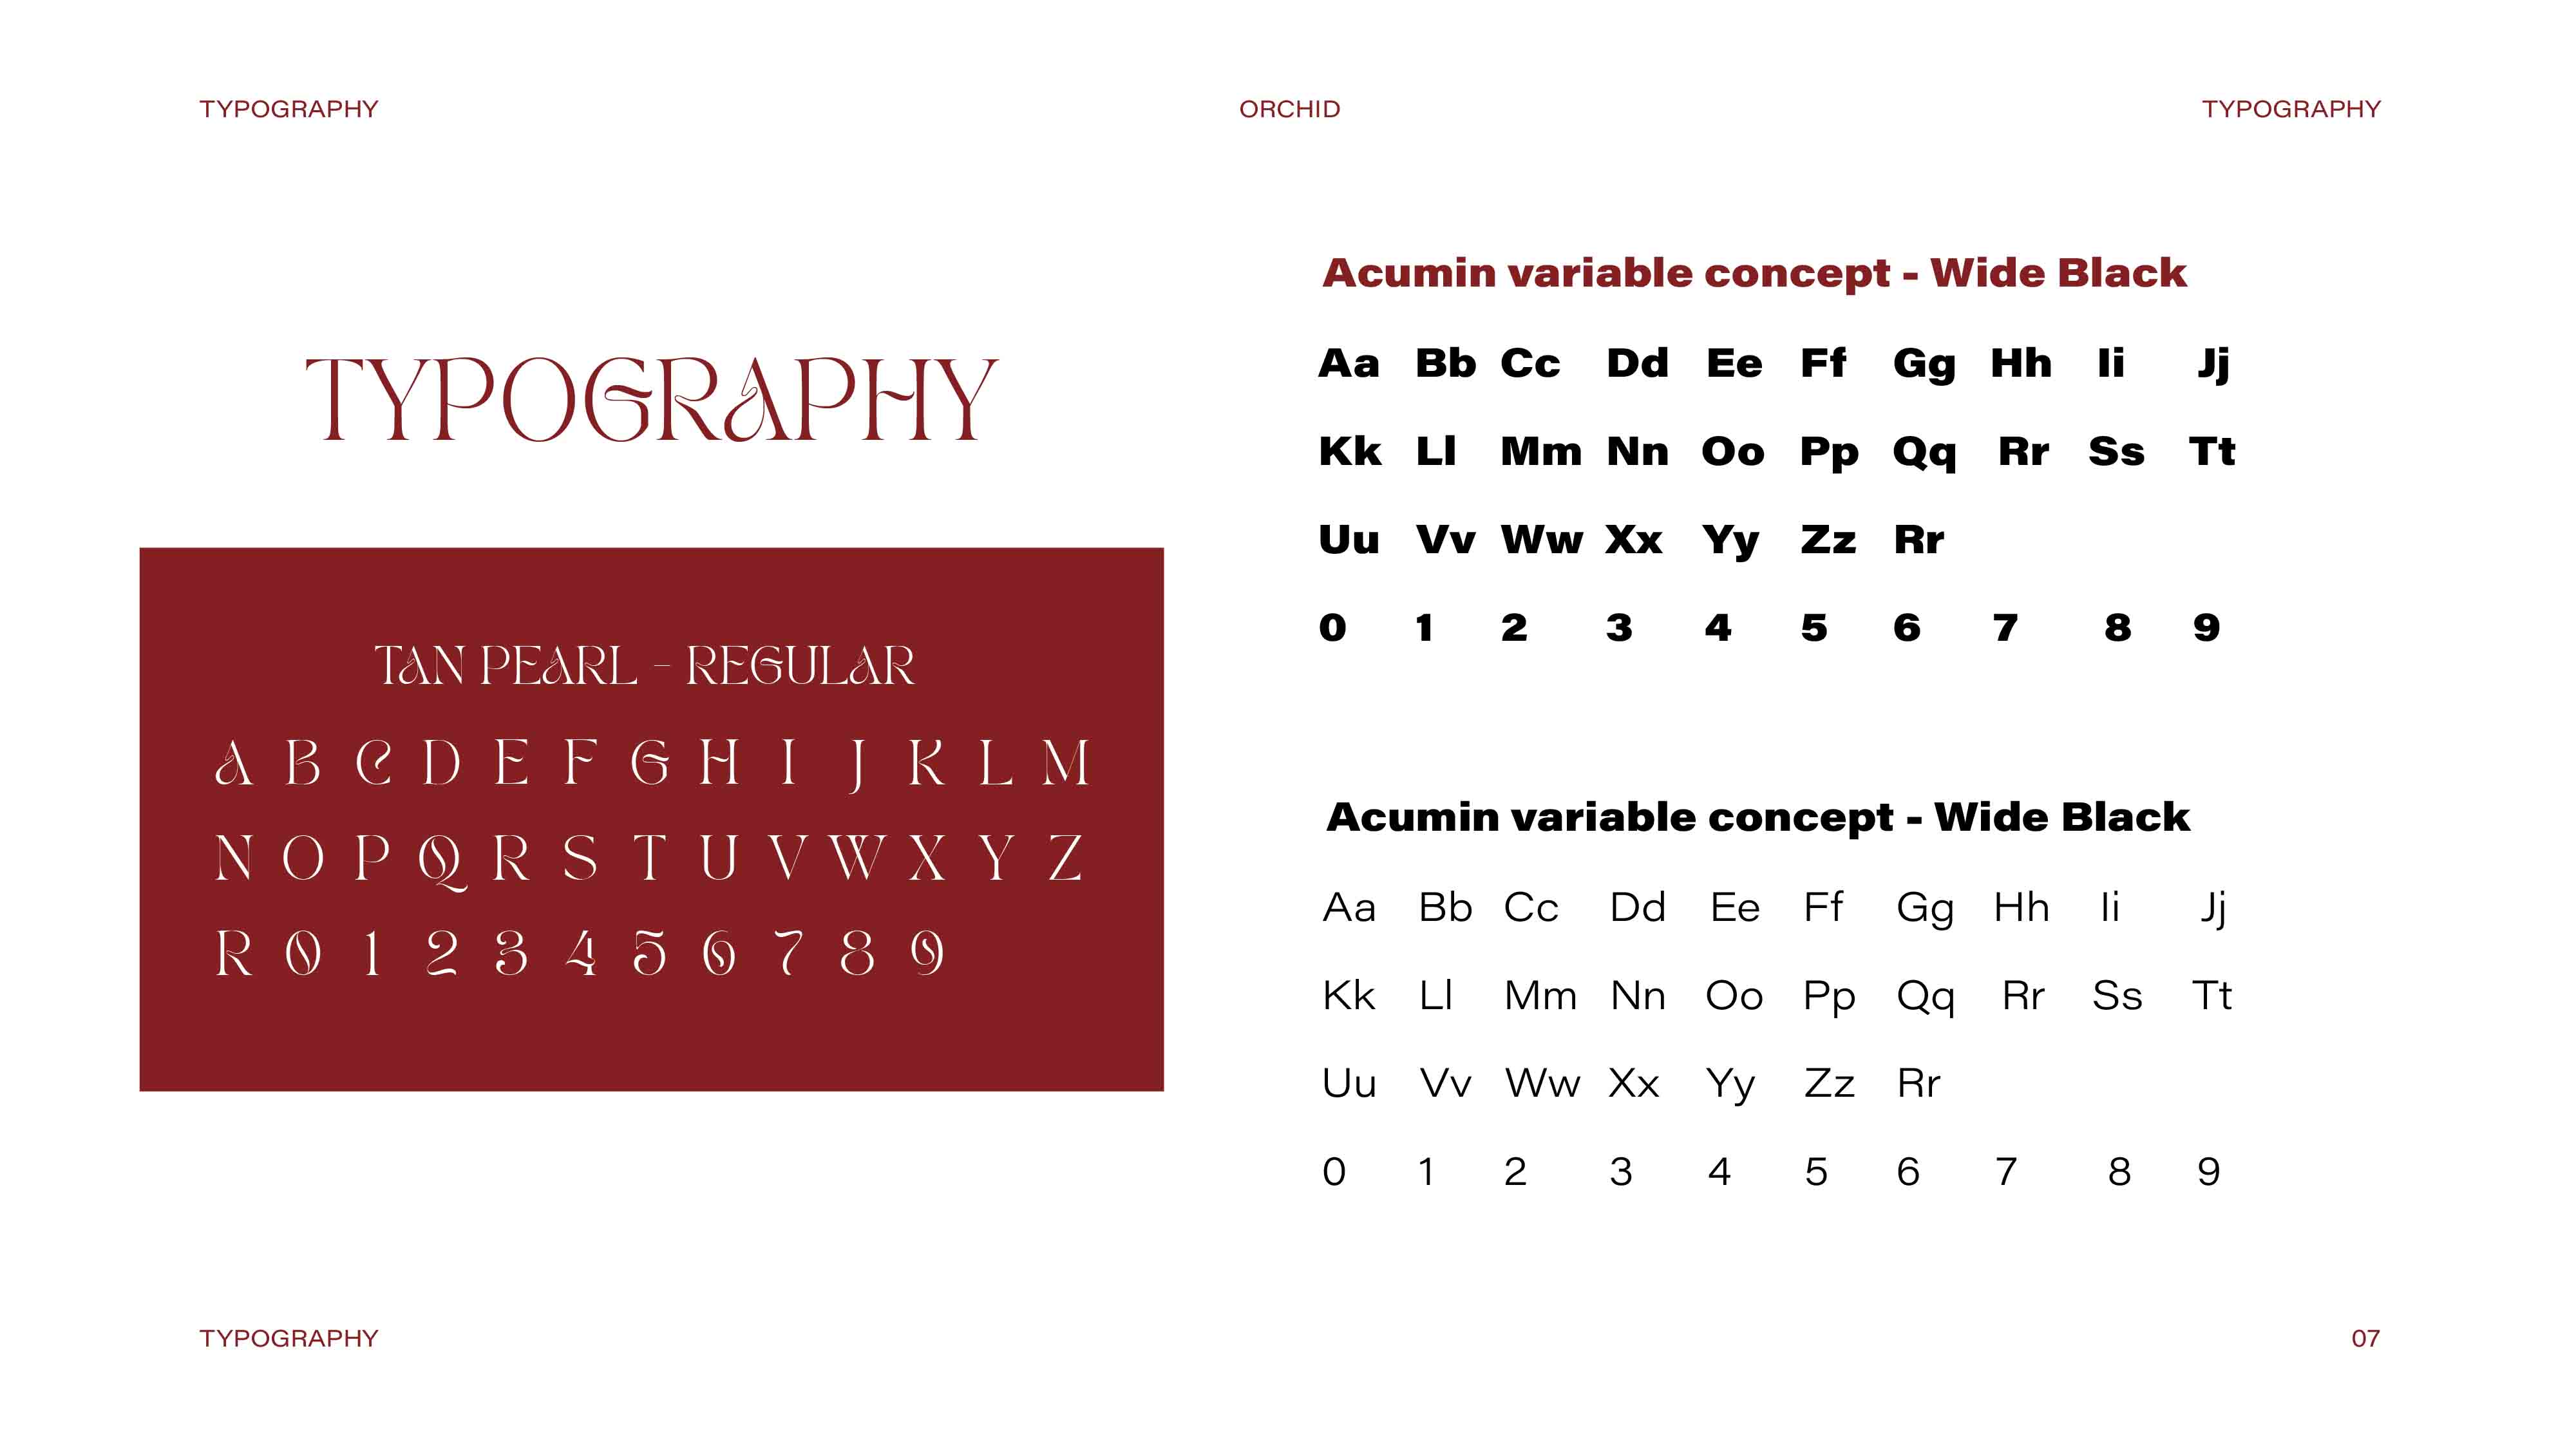 TYPOGRAPHY ORCHID TYPOGRAPHY
TYPOGRAPHY
TAN PEARL - REGULAR
A B C D E F G H I J K L M
N O P Q R S T U V W X Y Z
R 0 1 2 3 4 5 6 7 8 9
Acumin variable concept - Wide Black
Aa Bb Cc Dd Ee Ff Gg Hh Ii Jj
Kk Ll Mm Nn Oo Pp Qq Rr Ss Tt
Uu Vv Ww Xx Yy Zz Rr
0 1 2 3 4 5 6 7 8 9
Acumin variable concept - Wide Black
Aa Bb Cc Dd Ee Ff Gg Hh Ii Jj
Kk Ll Mm Nn Oo Pp Qq Rr Ss Tt
Uu Vv Ww Xx Yy Zz Rr
0 1 2 3 4 5 6 7 8 9
TYPOGRAPHY 07